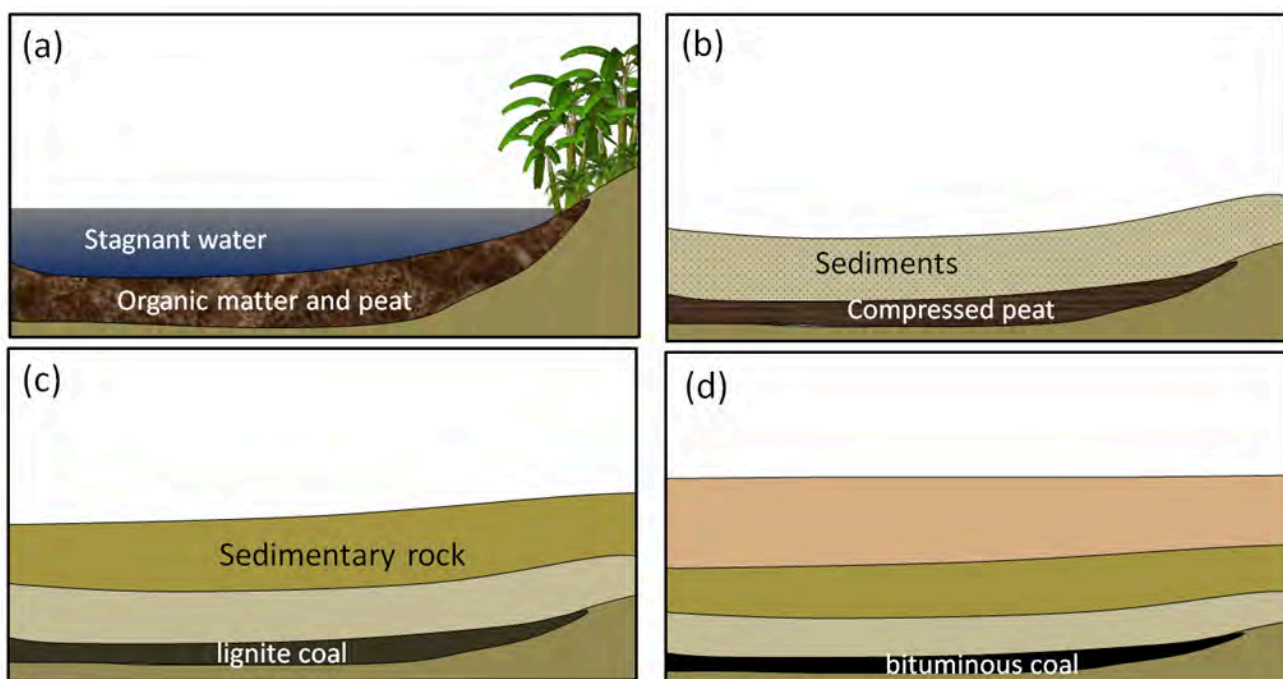 (a)
Stagnant water
Organic matter and peat
(b)
Sediments
Compressed peat
(c)
Sedimentary rock
lignite coal
(d)
bituminous coal